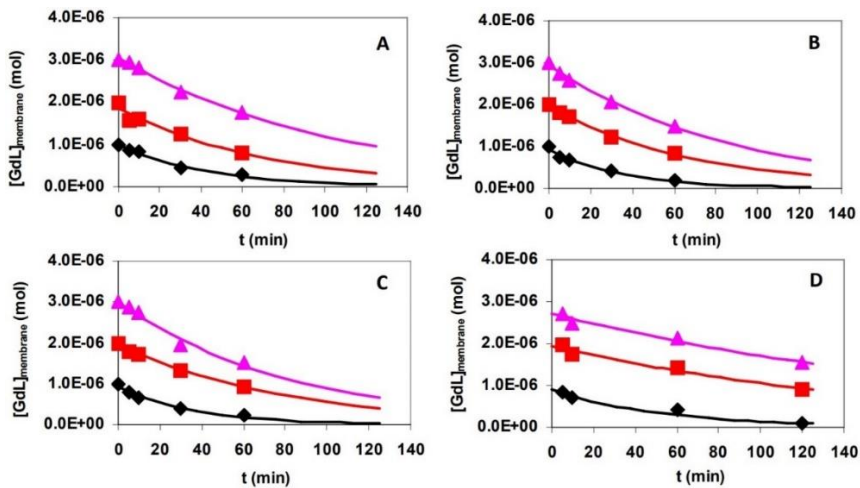 4.0E-06
3.0E-06
2.0E-06
1.0E-06
0.0E+00
[GdL]membrane (mol)
A
0 20 40 60 80 100 120 140
t (min)
4.0E-06
3.0E-06
2.0E-06
1.0E-06
0.0E+00
[GdL]membrane (mol)
B
0 20 40 60 80 100 120 140
t (min)
4.0E-06
3.0E-06
2.0E-06
1.0E-06
0.0E+00
[GdL]membrane (mol)
C
0 20 40 60 80 100 120 140
t (min)
4.0E-06
3.0E-06
2.0E-06
1.0E-06
0.0E+00
[GdL]membrane (mol)
D
0 20 40 60 80 100 120 140
t (min)